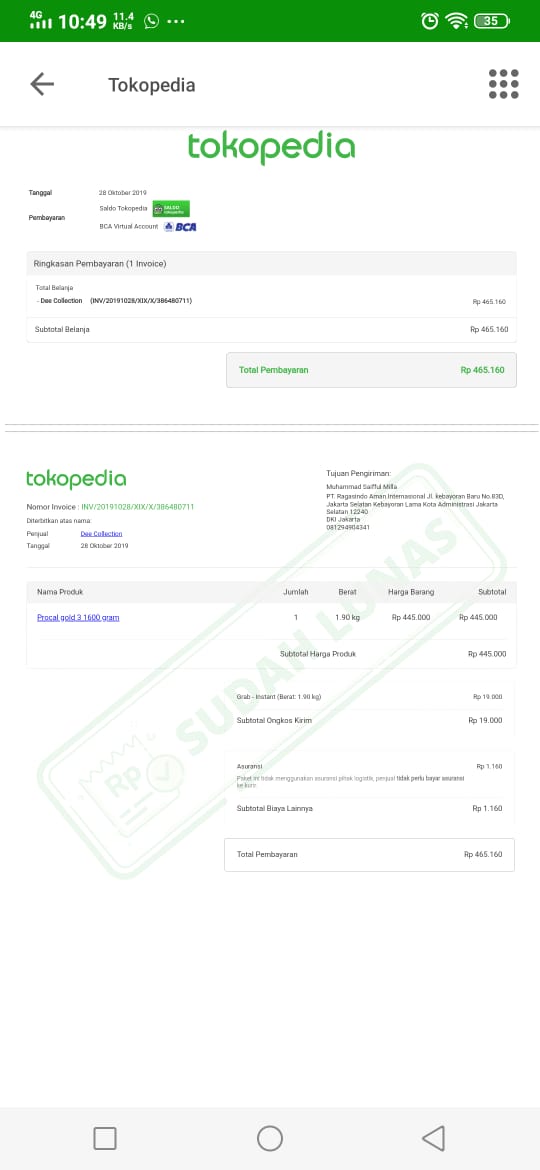 4G 10:49 11.4 KB/s 35
Tokopedia
tokopedia
Tanggal 28 Oktober 2019
Pembayaran Saldo Tokopedia SALDO tokopedia
BCA Virtual Account BCA
Ringkasan Pembayaran (1 Invoice)
Total Belanja
- Dee Collection (INV/20191028/XIX/X/386480711) Rp 465.160
Subtotal Belanja Rp 465.160
Total Pembayaran Rp 465.160
tokopedia
Nomor Invoice : INV/20191028/XIX/X/386480711
Diterbitkan atas nama:
Penjual Dee Collection
Tanggal 28 Oktober 2019
Tujuan Pengiriman:
Muhammad Saifful Milla
PT. Ragasindo Aman Internasional Jl. kebayoran Baru No.83D,
Jakarta Selatan Kebayoran Lama Kota Administrasi Jakarta
Selatan 12240
DKI Jakarta
081294904341
Nama Produk Jumlah Berat Harga Barang Subtotal
Procal gold 3 1600 gram 1 1.90 kg Rp 445.000 Rp 445.000
Subtotal Harga Produk Rp 445.000
Grab - Instant (Berat: 1.90 kg) Rp 19.000
Subtotal Ongkos Kirim Rp 19.000
Asuransi Rp 1.160
Paket ini tidak menggunakan asuransi pihak logistik, penjual tidak perlu bayar asuransi
ke kurir.
Subtotal Biaya Lainnya Rp 1.160
Total Pembayaran Rp 465.160
RP SUDAH LUNAS